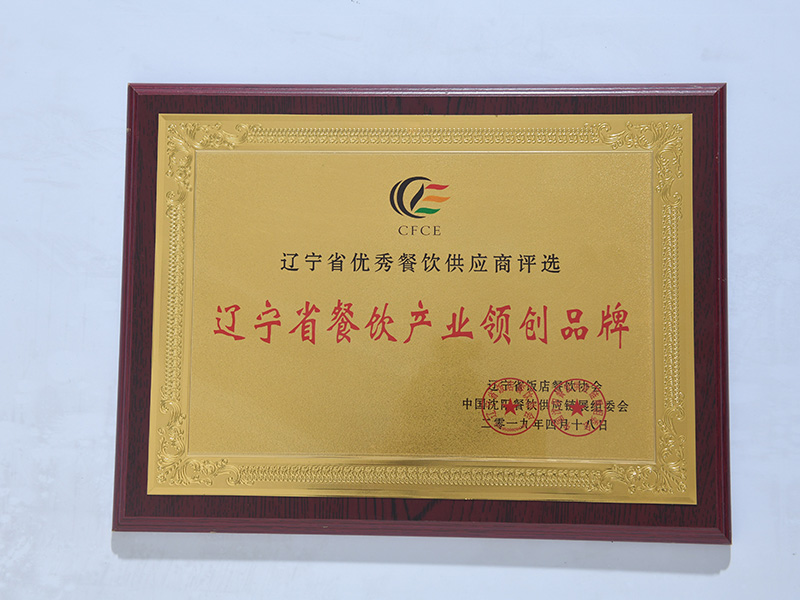 CFCE
辽宁省优秀餐饮供应商评选
辽宁省餐饮产业领创品牌
辽宁省饭店餐饮协会
中国沈阳餐饮供应链展组委会
二零一九年四月十八日